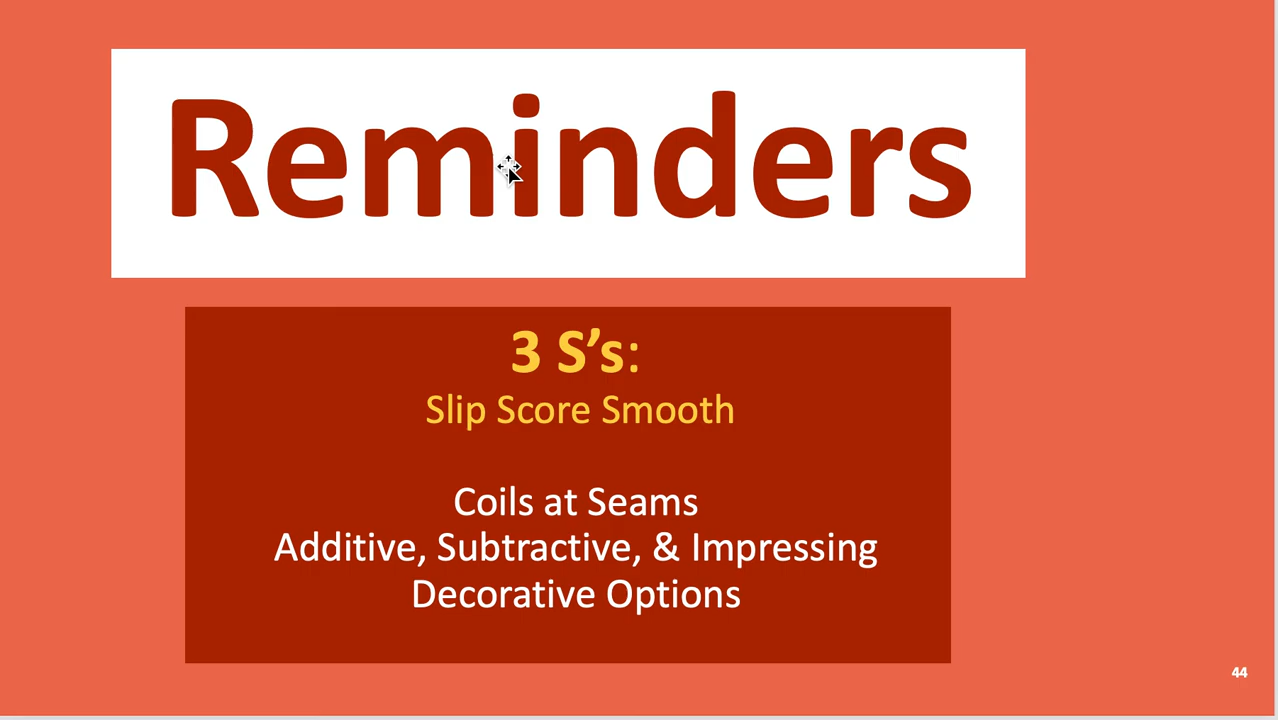 Reminders
3 S’s:
Slip Score Smooth
Coils at Seams
Additive, Subtractive, & Impressing
Decorative Options
44